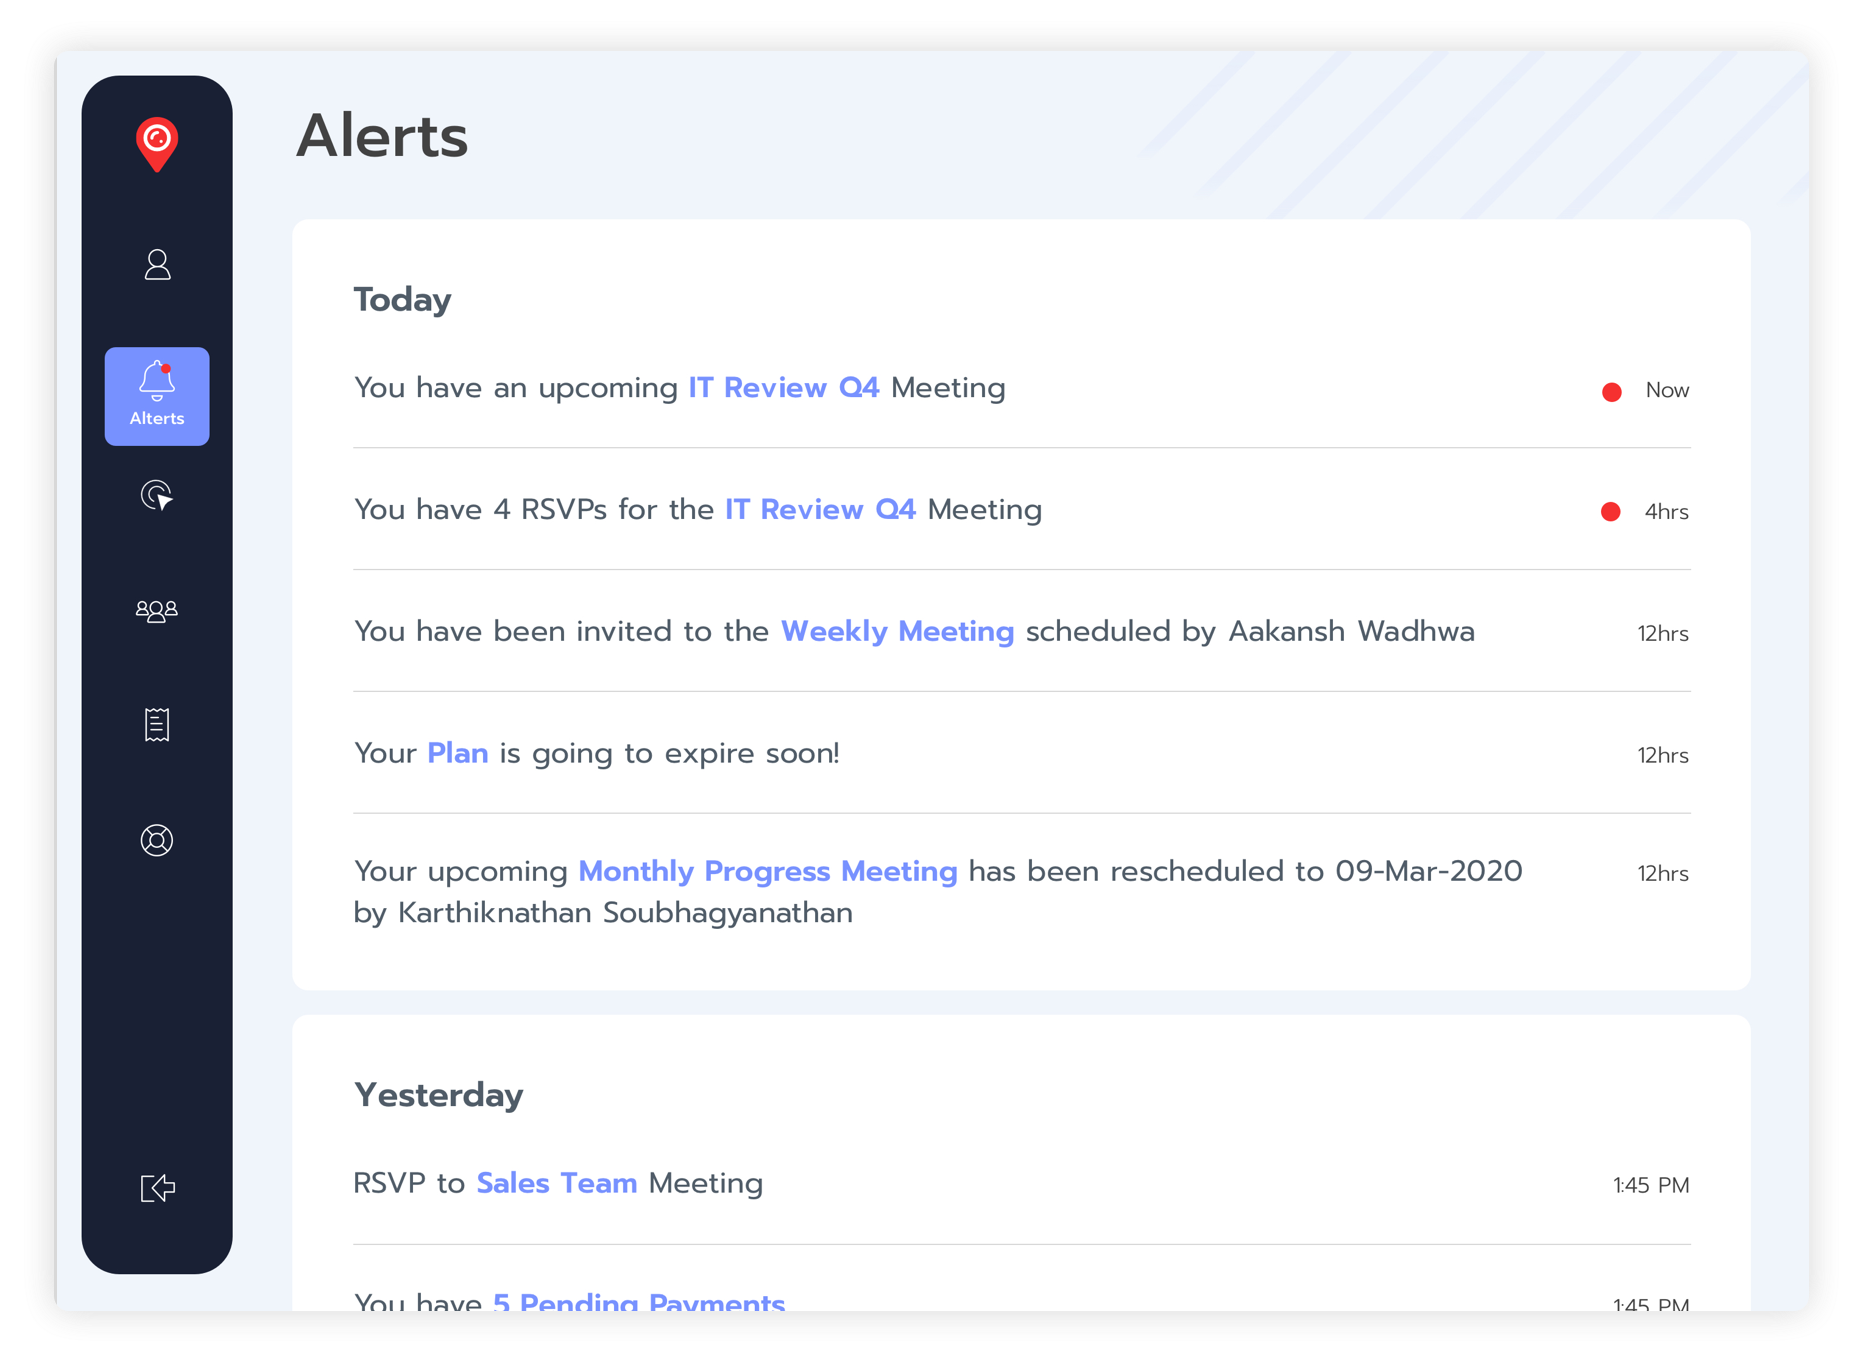 Alerts
Alterts
Today
You have an upcoming IT Review Q4 Meeting
Now
You have 4 RSVPs for the IT Review Q4 Meeting
4hrs
You have been invited to the Weekly Meeting scheduled by Aakansh Wadhwa
12hrs
Your Plan is going to expire soon!
12hrs
Your upcoming Monthly Progress Meeting has been rescheduled to 09-Mar-2020
12hrs
by Karthiknathan Soubhagyanathan
Yesterday
RSVP to Sales Team Meeting
1:45 PM
You have 5 Pending Payments
1:45 PM